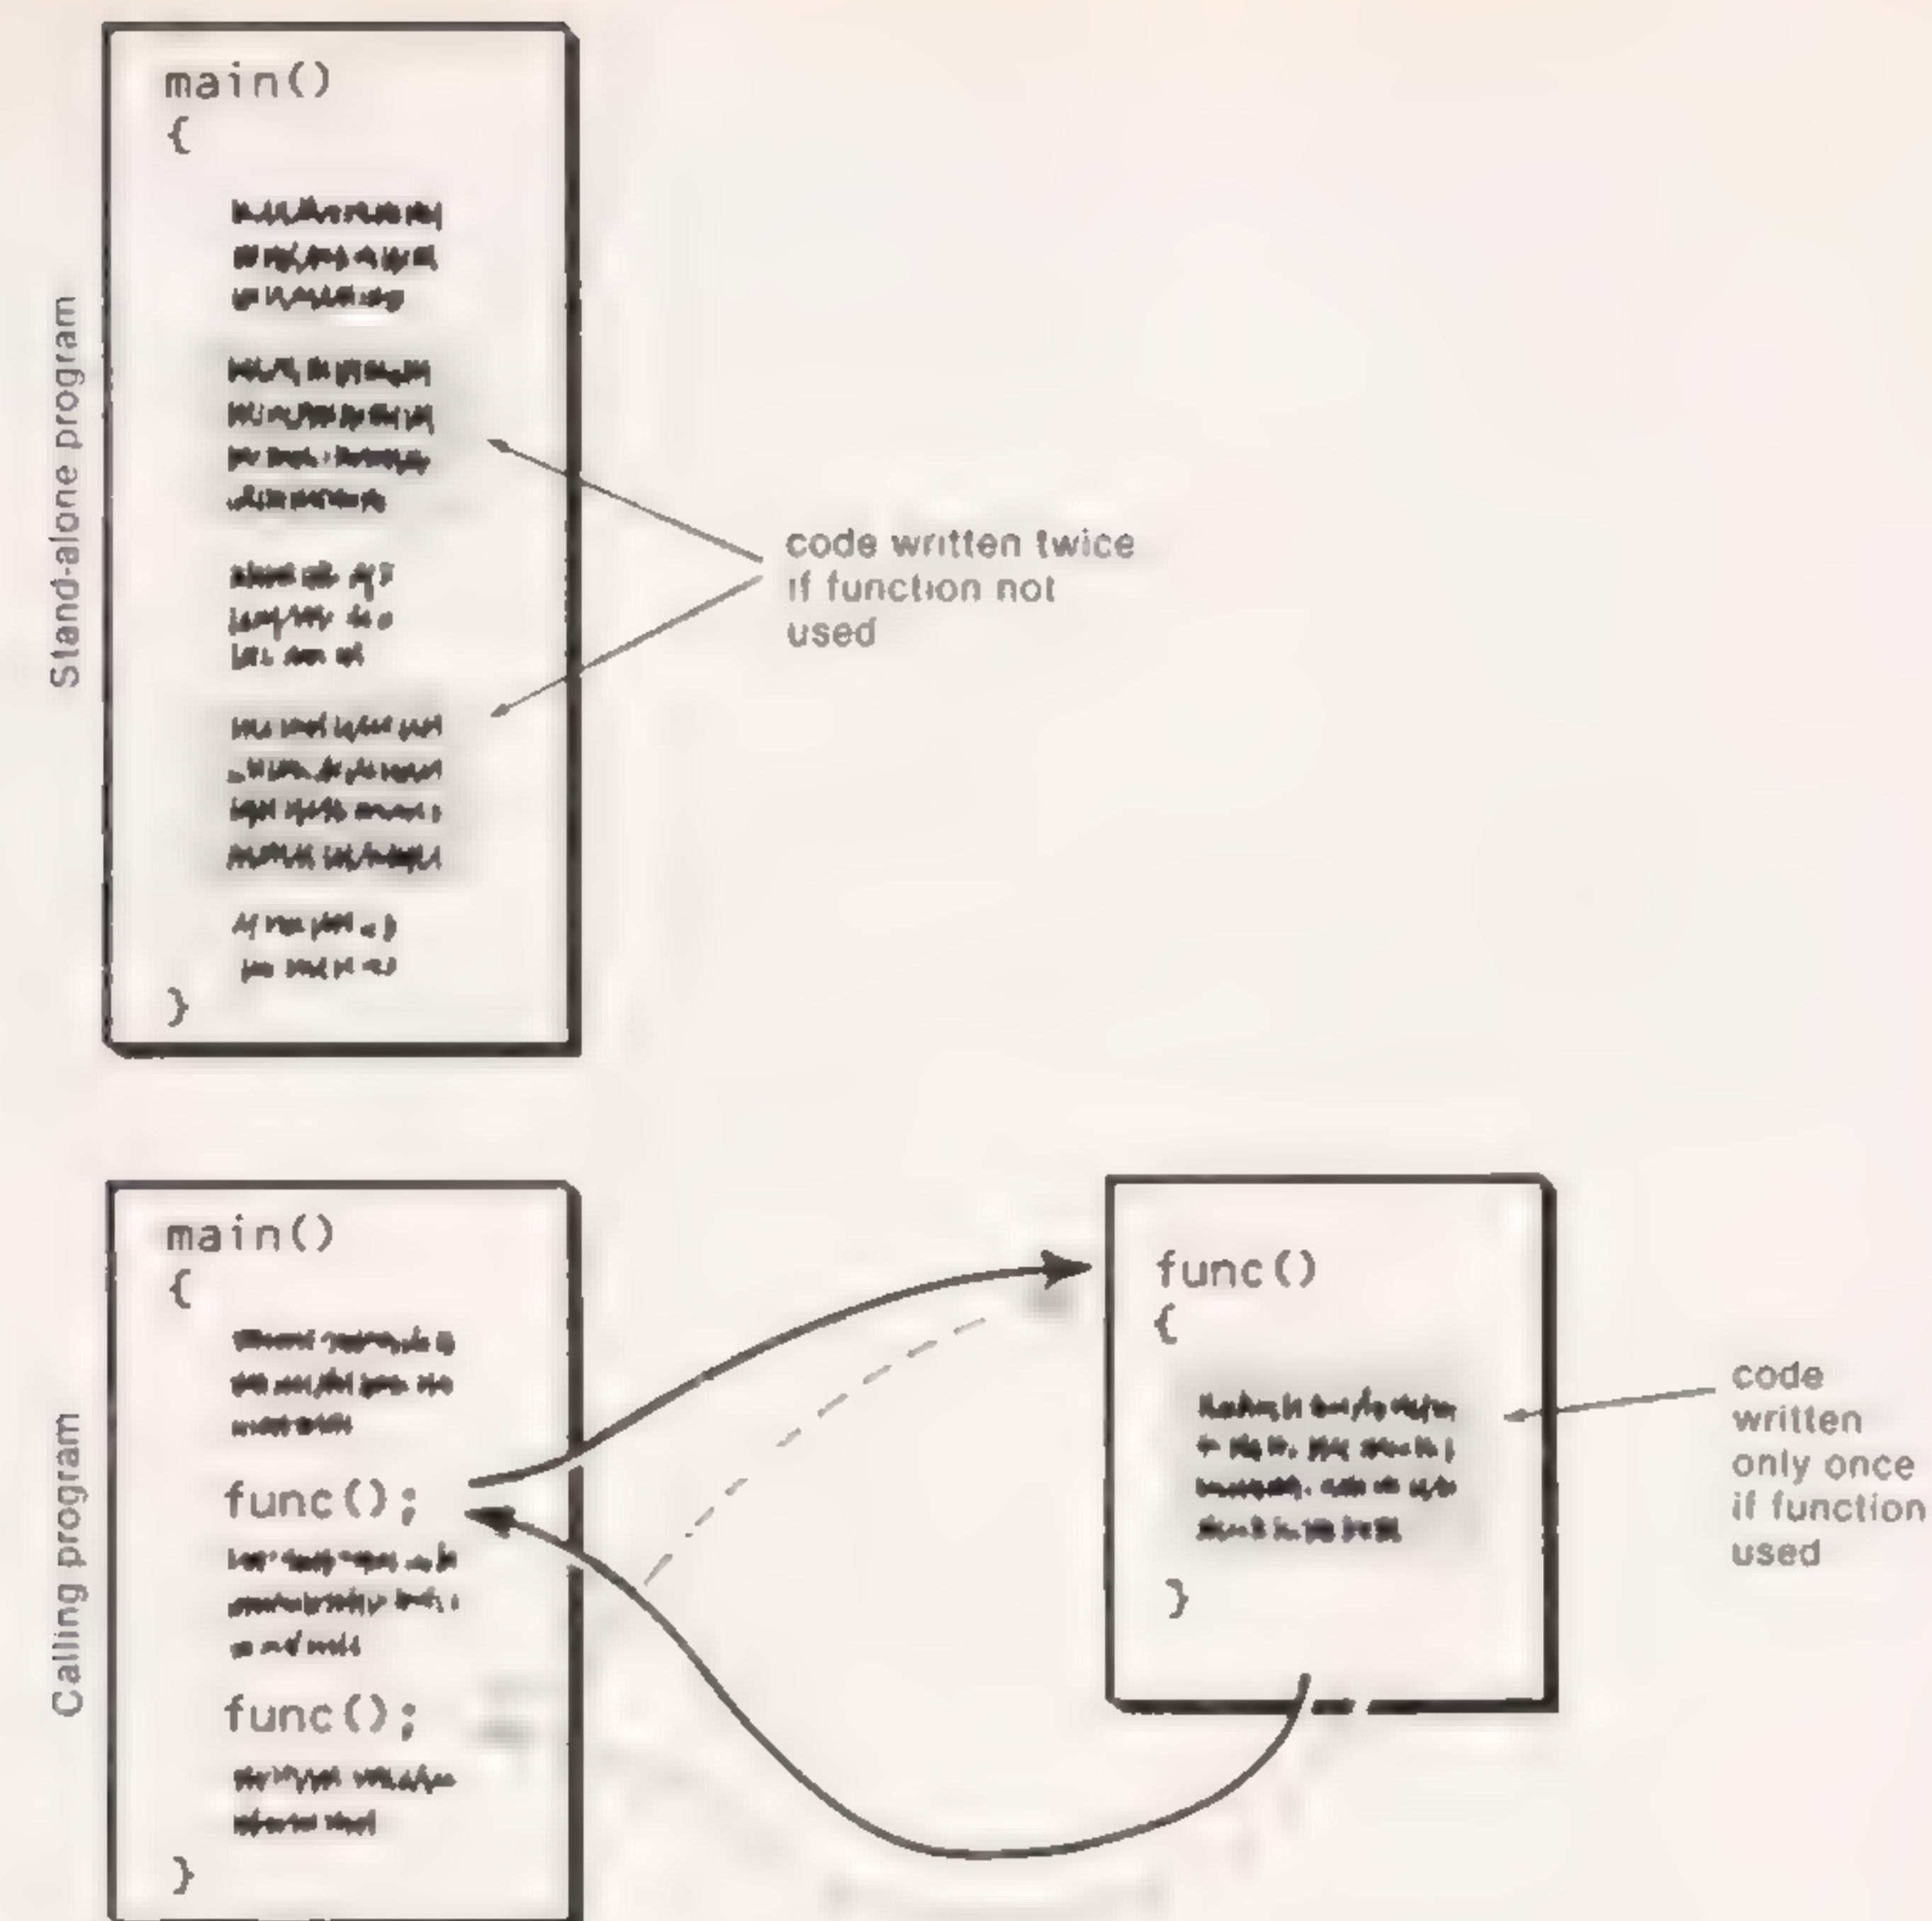 main()
{
Stand-alone program
code written twice
if function not
used
}
main()
{
Calling program
func();
func();
}
func()
{
}
code
written
only once
if function
used